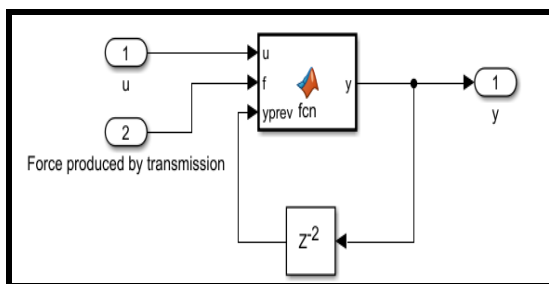 1
u
2
Force produced by transmission
u
f
yprev
fcn
y
1
y
Z-2